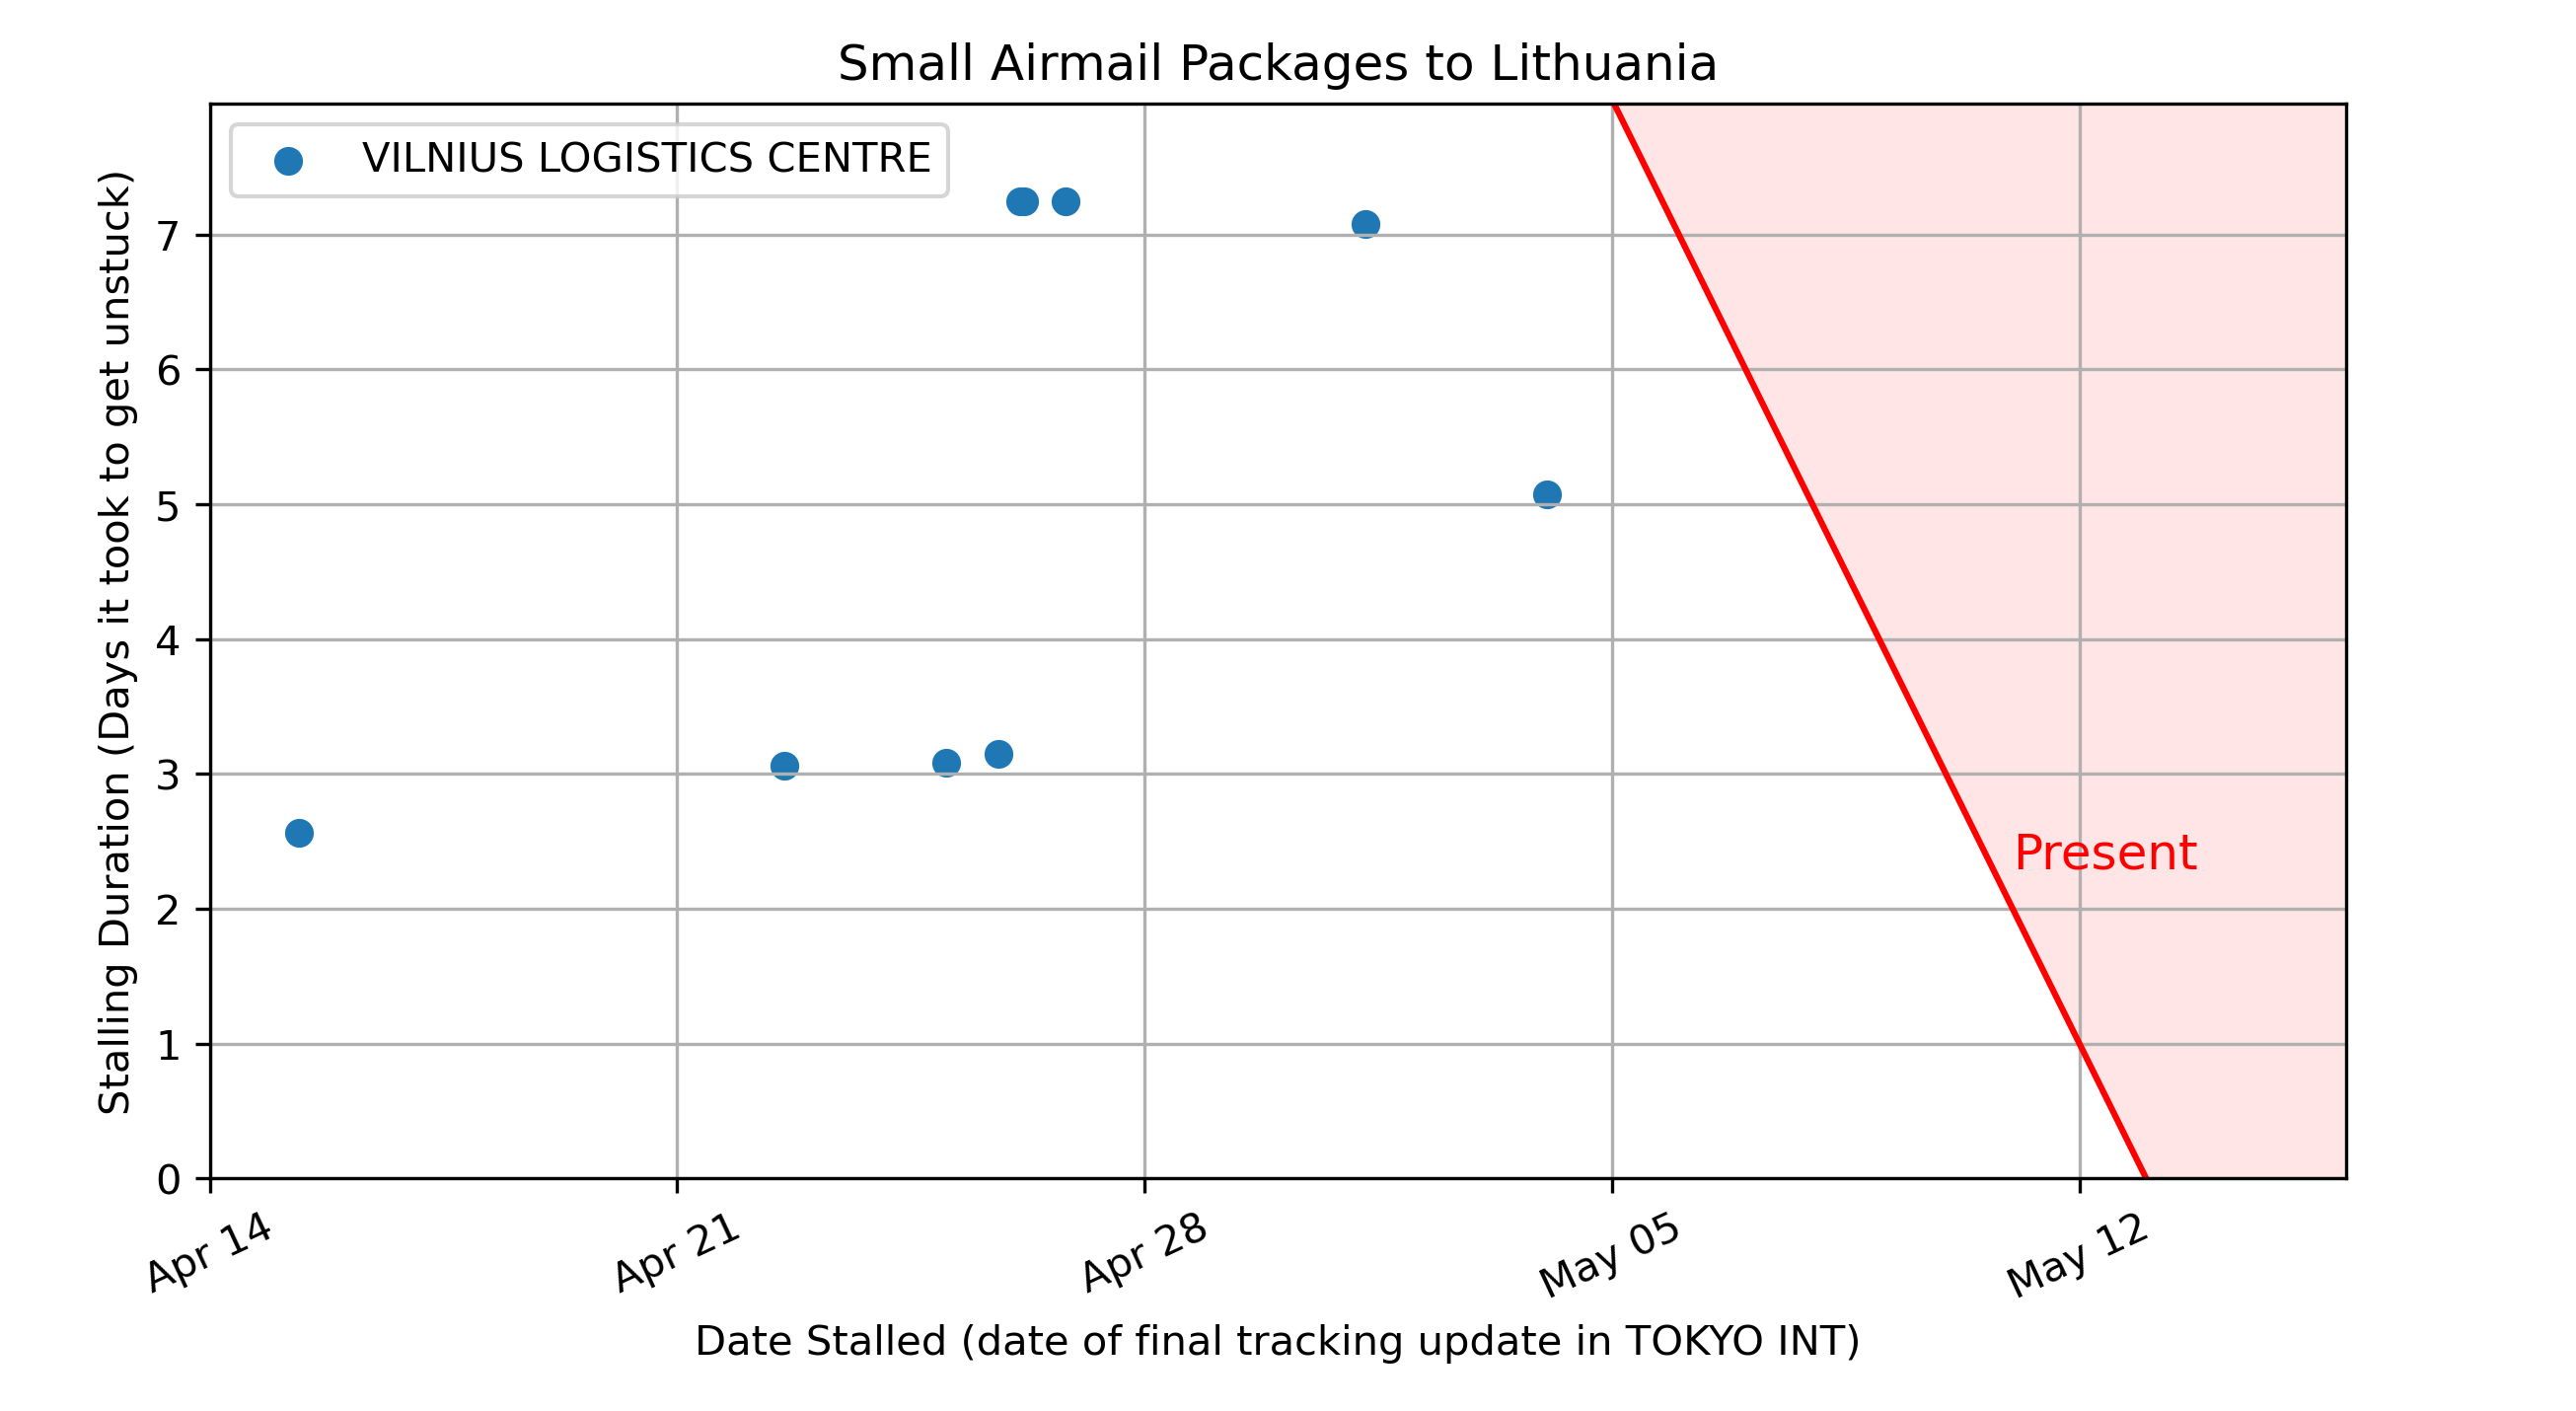 Small Airmail Packages to Lithuania
VILNIUS LOGISTICS CENTRE
Stalling Duration (Days it took to get unstuck)
7
6
5
4
3
2
1
0
Present
Apr 14
Apr 21
Apr 28
May 05
May 12
Date Stalled (date of final tracking update in TOKYO INT)